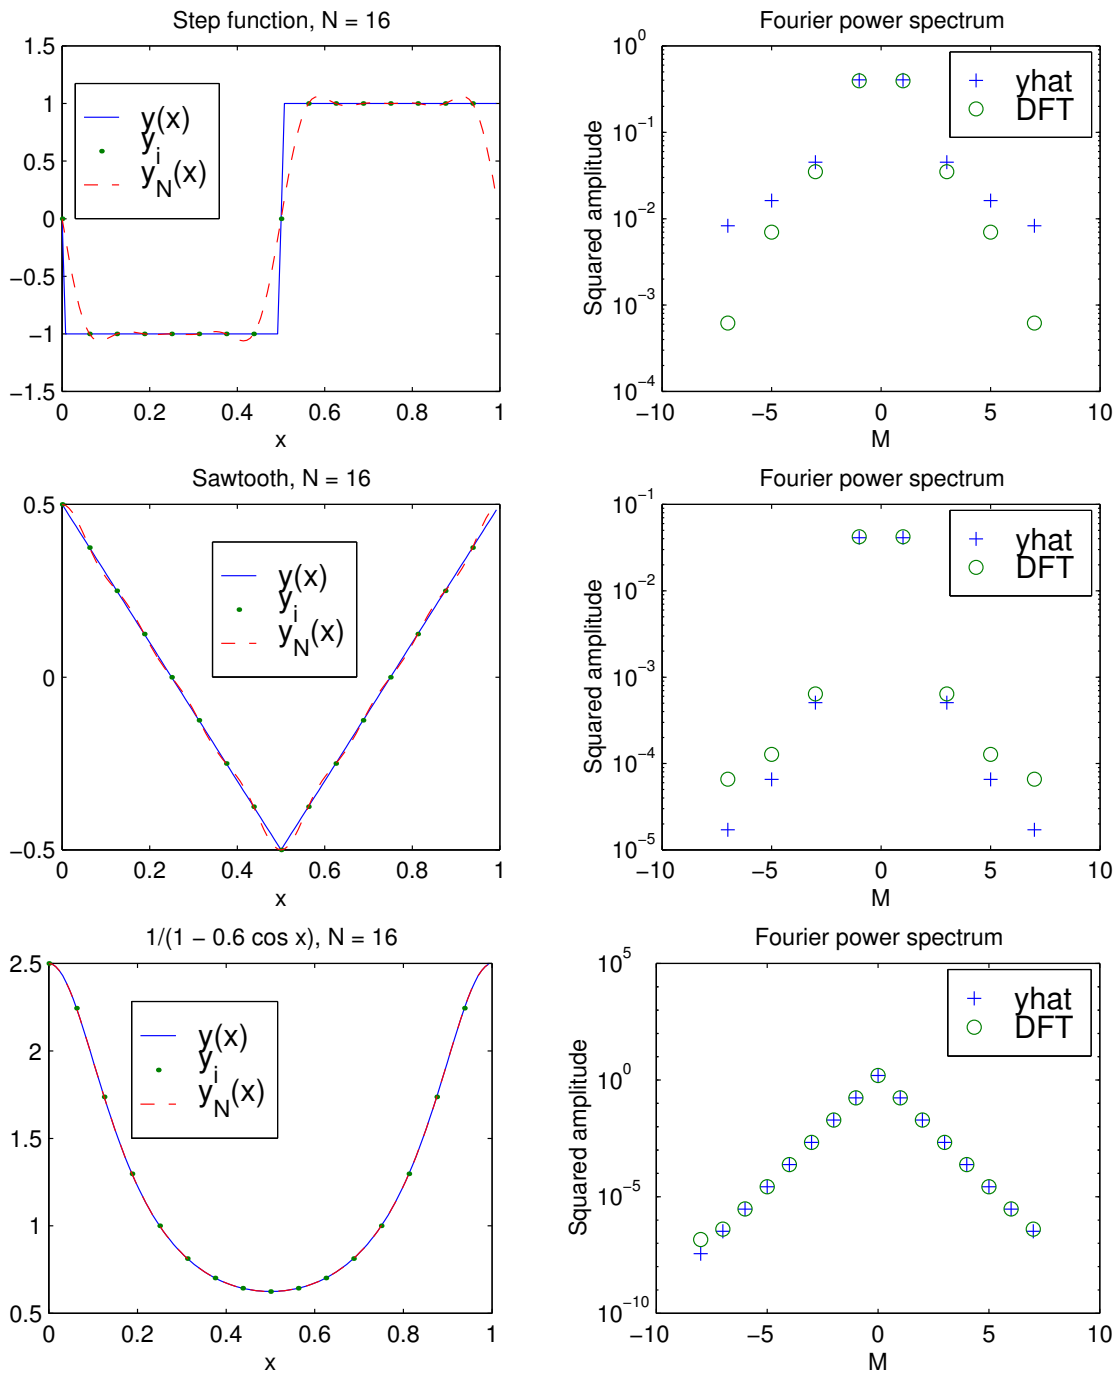 Step function, N = 16
1.5
1
0.5
0
−0.5
−1
−1.5
0 0.2 0.4 0.6 0.8 1
x
y(x)
y_i
y_N(x)
Fourier power spectrum
10^0
10^−1
10^−2
10^−3
10^−4
−10 −5 0 5 10
M
Squared amplitude
yhat
DFT
Sawtooth, N = 16
0.5
0
−0.5
0 0.2 0.4 0.6 0.8 1
x
y(x)
y_i
y_N(x)
Fourier power spectrum
10^−1
10^−2
10^−3
10^−4
10^−5
−10 −5 0 5 10
M
Squared amplitude
yhat
DFT
1/(1 − 0.6 cos x), N = 16
2.5
2
1.5
1
0.5
0 0.2 0.4 0.6 0.8 1
x
y(x)
y_i
y_N(x)
Fourier power spectrum
10^5
10^0
10^−5
10^−10
−10 −5 0 5 10
M
Squared amplitude
yhat
DFT